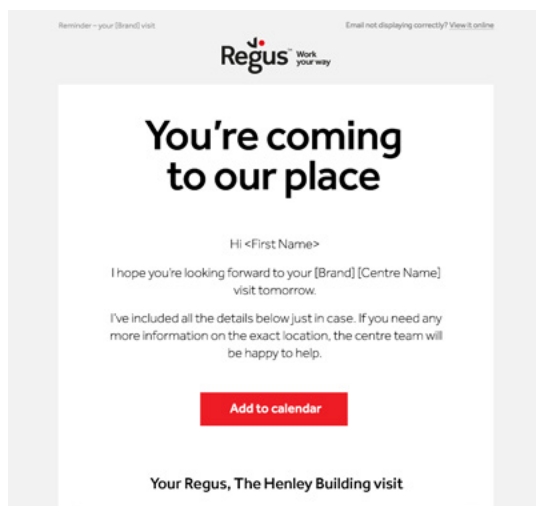 Reminder – your [Brand] visit
Email not displaying correctly? View it online
Regus™ Work
your way
You're coming
to our place
Hi <First Name>
I hope you're looking forward to your [Brand] [Centre Name]
visit tomorrow.
I've included all the details below just in case. If you need any
more information on the exact location, the centre team will
be happy to help.
Add to calendar
Your Regus, The Henley Building visit